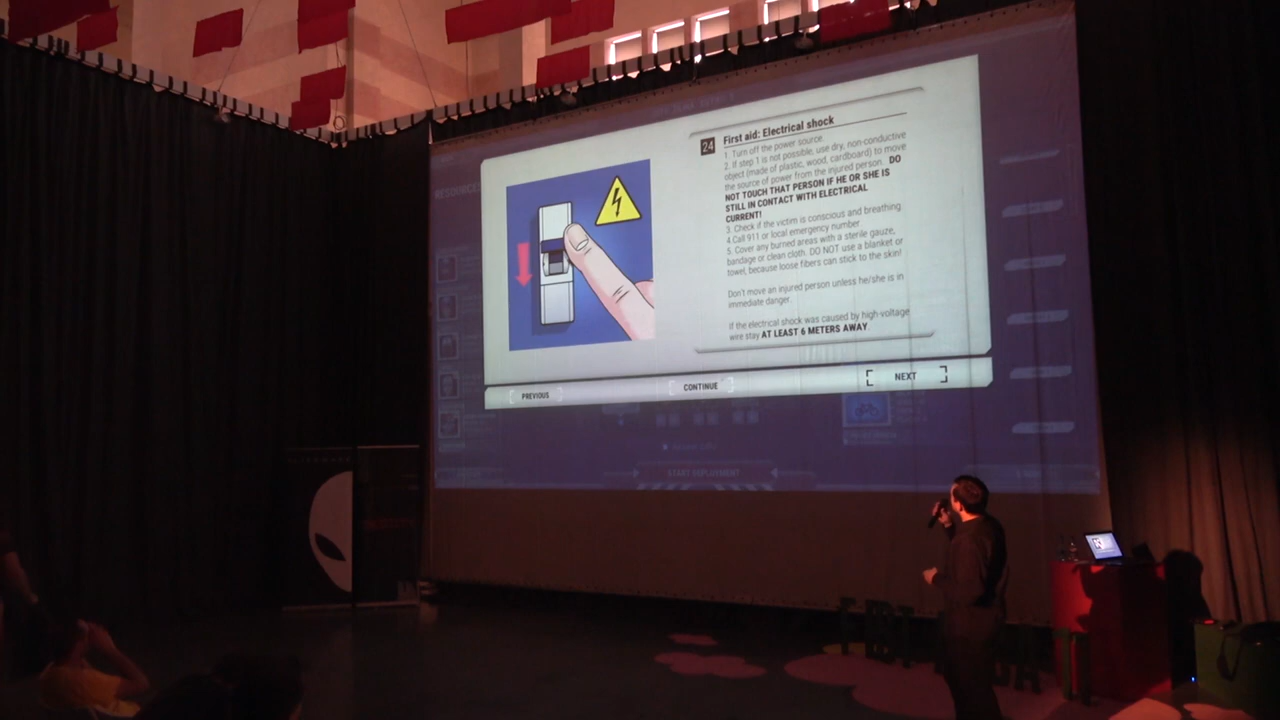 RESOURCES
24
First aid: Electrical shock
1. Turn off the power source.
2. If step 1 is not possible, use dry, non-conductive
object (made of plastic, wood, cardboard) to move
the source of power from the injured person. DO
NOT TOUCH THAT PERSON IF HE OR SHE IS
STILL IN CONTACT WITH ELECTRICAL
CURRENT!
3. Check if the victim is conscious and breathing
4.Call 911 or local emergency number
5. Cover any burned areas with a sterile gauze,
bandage or clean cloth. DO NOT use a blanket or
towel, because loose fibers can stick to the skin!
Don't move an injured person unless he/she is in
immediate danger.
If the electrical shock was caused by high-voltage
wire stay AT LEAST 6 METERS AWAY.
PREVIOUS
CONTINUE
NEXT
START DEPLOYMENT